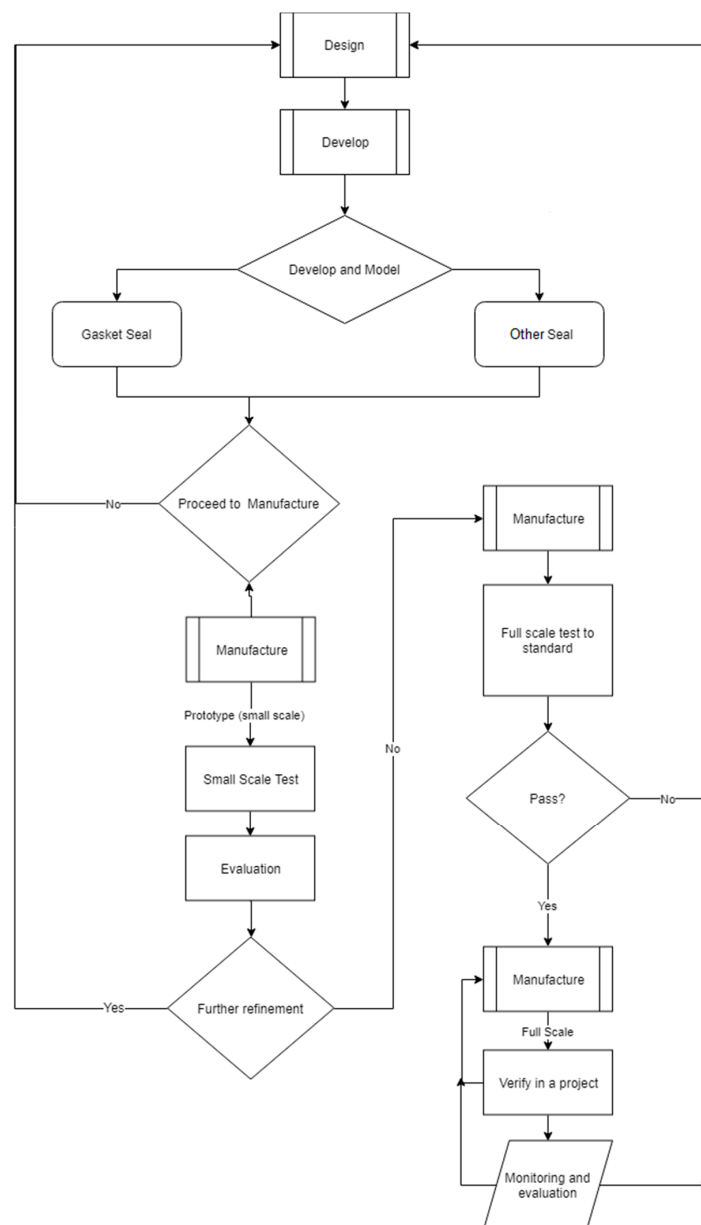 Design
Develop
Develop and Model
Gasket Seal
Other Seal
Proceed to Manufacture
No
Manufacture
Prototype (small scale)
Small Scale Test
Evaluation
Further refinement
Yes
No
Manufacture
Full scale test to
standard
Pass?
No
Yes
Manufacture
Full Scale
Verify in a project
Monitoring and
evaluation